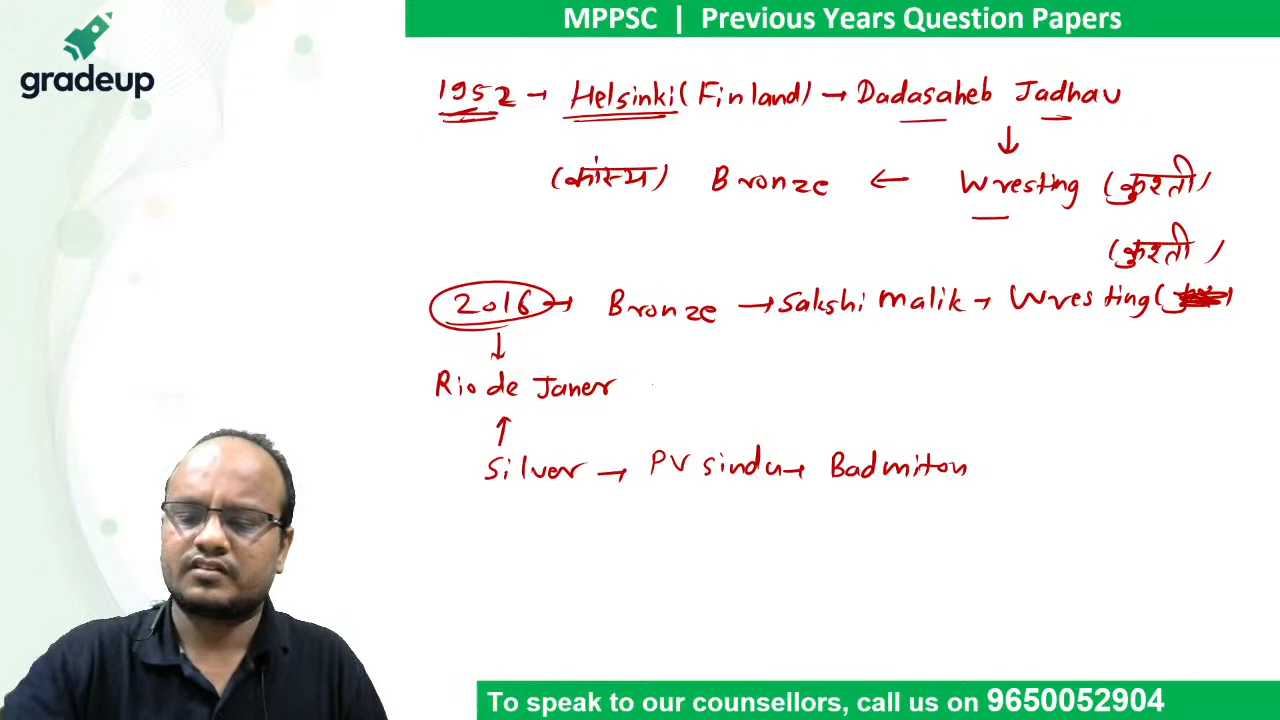 gradeup
MPPSC | Previous Years Question Papers
1952 → Helsinki (Finland) → Dadasaheb Jadhav
↓
(कांस्य) Bronze ← Wresting (कुश्ती)
(कुश्ती)
2016 → Bronze → Sakshi malik → Wresting (
↓
Rio de Janer
↑
Silver → PV sindu → Badmiton
To speak to our counsellors, call us on 9650052904